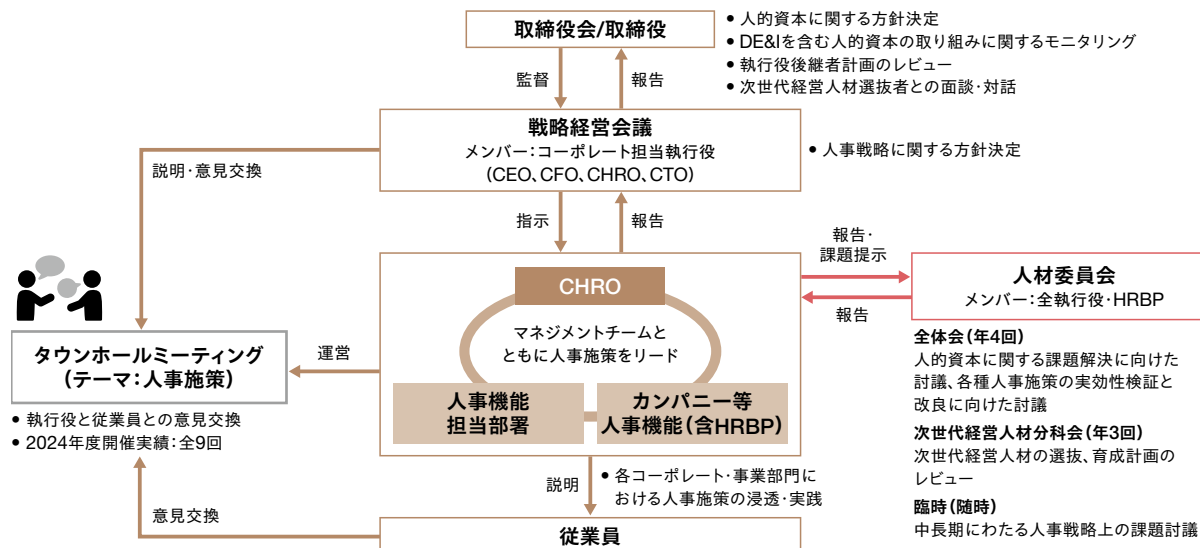 取締役会/取締役
● 人的資本に関する方針決定
● DE&Iを含む人的資本の取り組みに関するモニタリング
● 執行役後継者計画のレビュー
● 次世代経営人材選抜者との面談・対話
監督
報告
戦略経営会議
メンバー：コーポレート担当執行役
(CEO、CFO、CHRO、CTO)
● 人事戦略に関する方針決定
説明・意見交換
指示
報告
CHRO
マネジメントチームと
ともに人事施策をリード
人事機能
担当部署
カンパニー等
人事機能(含HRBP)
報告・
課題提示
報告
人材委員会
メンバー：全執行役・HRBP
全体会(年4回)
人的資本に関する課題解決に向けた
討議、各種人事施策の実効性検証と
改良に向けた討議
次世代経営人材分科会(年3回)
次世代経営人材の選抜、育成計画の
レビュー
臨時(随時)
中長期にわたる人事戦略上の課題討議
運営
タウンホールミーティング
(テーマ：人事施策)
● 執行役と従業員との意見交換
● 2024年度開催実績：全9回
説明
● 各コーポレート・事業部門に
おける人事施策の浸透・実践
意見交換
従業員